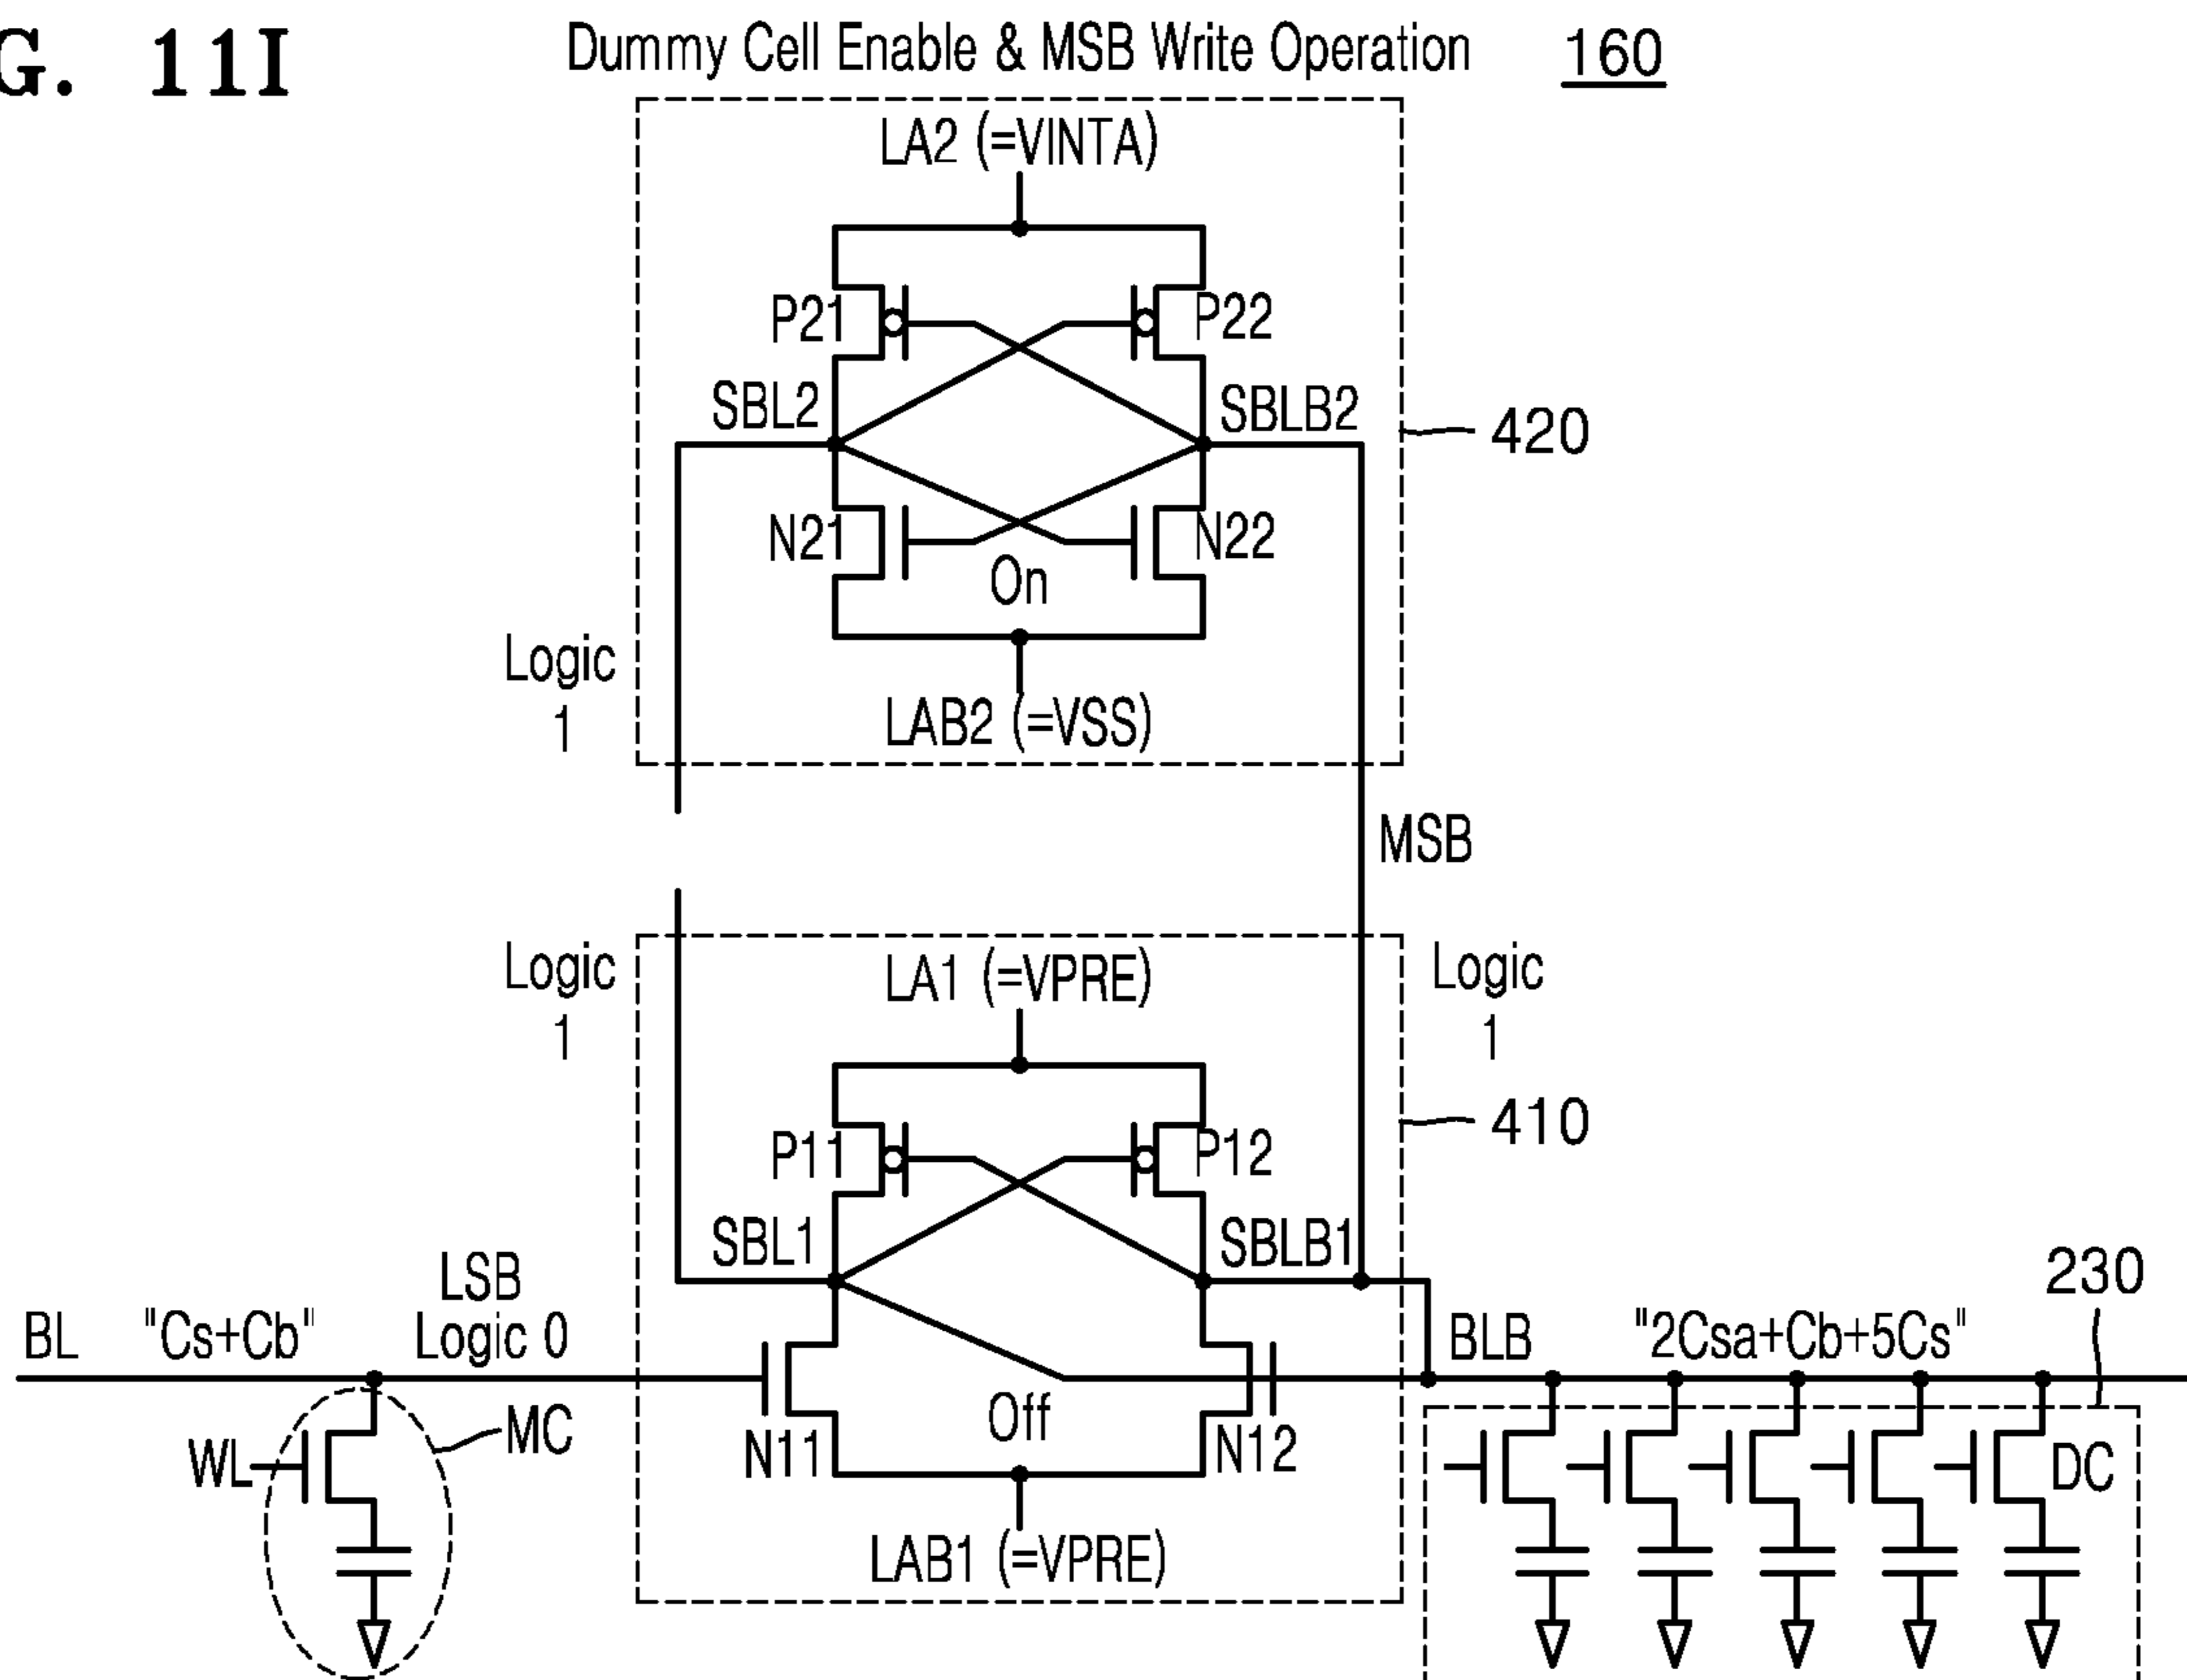 G. 11I
Dummy Cell Enable & MSB Write Operation
160
LA2 (=VINTA)
P21
P22
SBL2
SBLB2
420
N21
N22
On
Logic
1
LAB2 (=VSS)
MSB
Logic
1
LA1 (=VPRE)
Logic
1
410
P11
P12
SBL1
SBLB1
230
LSB
BL
"Cs+Cb"
Logic 0
BLB
"2Csa+Cb+5Cs"
Off
MC
WL
N11
N12
DC
LAB1 (=VPRE)